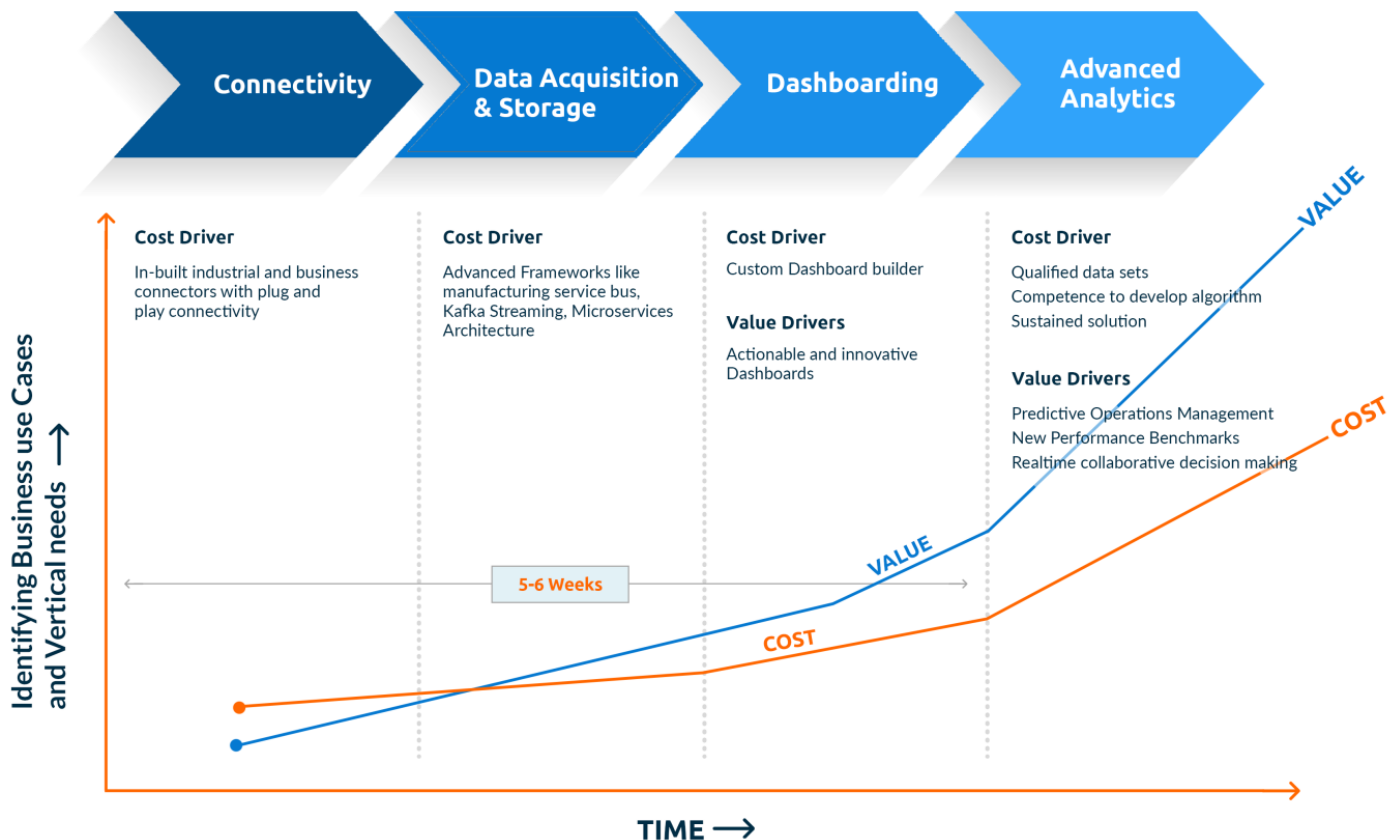 Connectivity
Data Acquisition
& Storage
Dashboarding
Advanced
Analytics
Cost Driver
In-built industrial and business
connectors with plug and
play connectivity
Cost Driver
Advanced Frameworks like
manufacturing service bus,
Kafka Streaming, Microservices
Architecture
Cost Driver
Custom Dashboard builder
Value Drivers
Actionable and innovative
Dashboards
Cost Driver
Qualified data sets
Competence to develop algorithm
Sustained solution
Value Drivers
Predictive Operations Management
New Performance Benchmarks
Realtime collaborative decision making
VALUE
COST
VALUE
COST
5-6 Weeks
Identifying Business use Cases
and Vertical needs
TIME